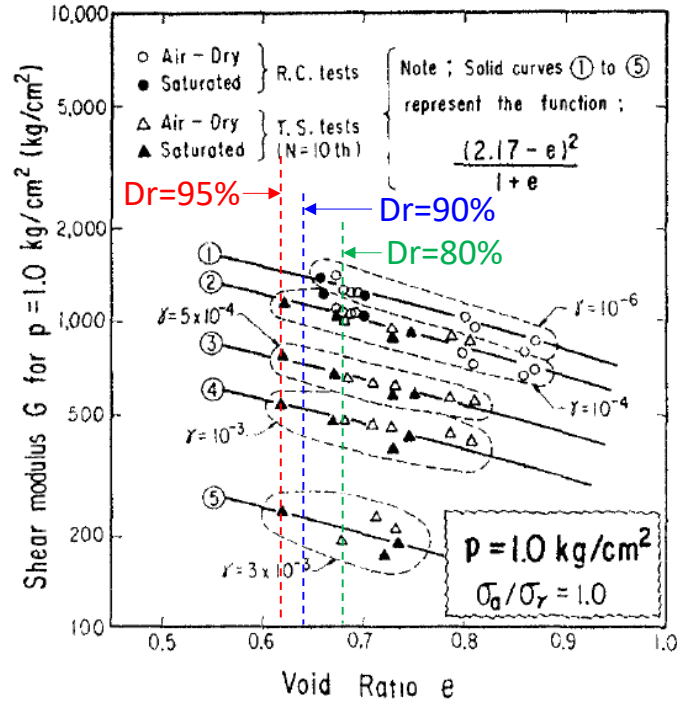 Shear modulus G for p = 1.0 kg/cm² (kg/cm²)
10,000
5,000
2,000
1,000
500
200
100
○ Air - Dry
● Saturated
R.C. tests
△ Air - Dry
▲ Saturated
T.S. tests
(N=10th)
Note ; Solid curves ① to ⑤
represent the function ;
(2.17 - e)²
1 + e
Dr=95%
Dr=90%
Dr=80%
①
②
③
④
⑤
γ=10⁻⁶
γ=10⁻⁴
γ=5x10⁻⁴
γ=10⁻³
γ=3x10⁻³
p=1.0 kg/cm²
σa/σr = 1.0
0.5
0.6
0.7
0.8
0.9
1.0
Void Ratio e